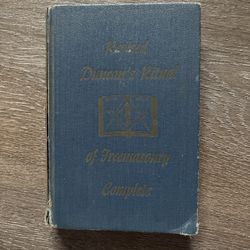 Revised
Duncan's Ritual
of Freemasonry
Complete